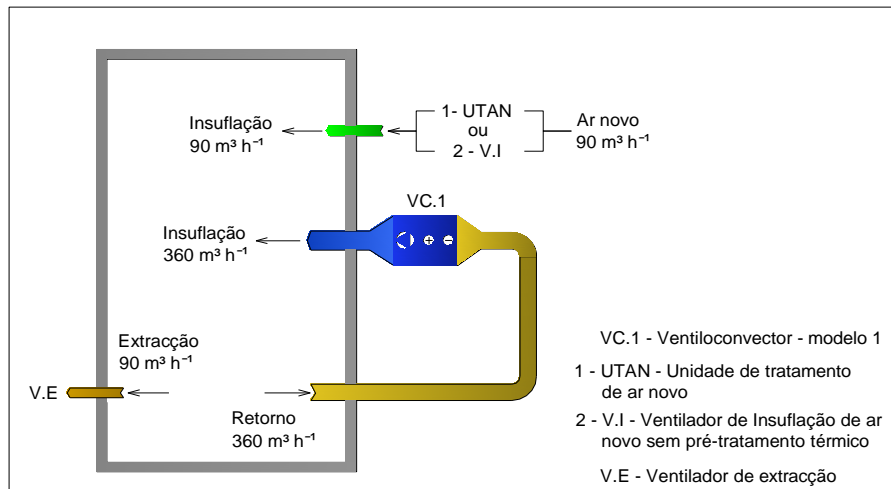 Insuflação
90 m³ h⁻¹
1- UTAN
ou
2 - V.I
Ar novo
90 m³ h⁻¹
VC.1
Insuflação
360 m³ h⁻¹
Extracção
90 m³ h⁻¹
V.E
Retorno
360 m³ h⁻¹
VC.1 - Ventiloconvector - modelo 1
1 - UTAN - Unidade de tratamento
de ar novo
2 - V.I - Ventilador de Insuflação de ar
novo sem pré-tratamento térmico
V.E - Ventilador de extracção